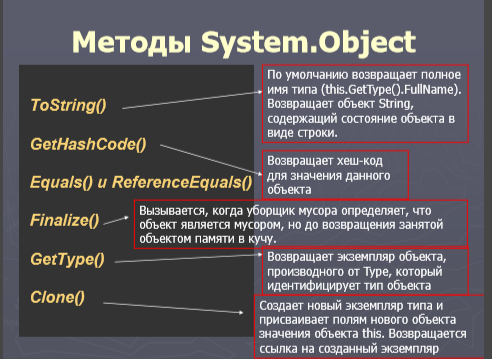 Методы System.Object
ToString()
По умолчанию возвращает полное
имя типа (this.GetType().FullName).
Возвращает объект String,
содержащий состояние объекта в
виде строки.
GetHashCode()
Возвращает хеш-код
для значения данного
объекта
Equals() и ReferenceEquals()
Finalize()
Вызывается, когда уборщик мусора определяет, что
объект является мусором, но до возвращения занятой
объектом памяти в кучу.
GetType()
Возвращает экземпляр объекта,
производного от Type, который
идентифицирует тип объекта
Clone()
Создает новый экземпляр типа и
присваивает полям нового объекта
значения объекта this. Возвращается
ссылка на созданный экземпляр